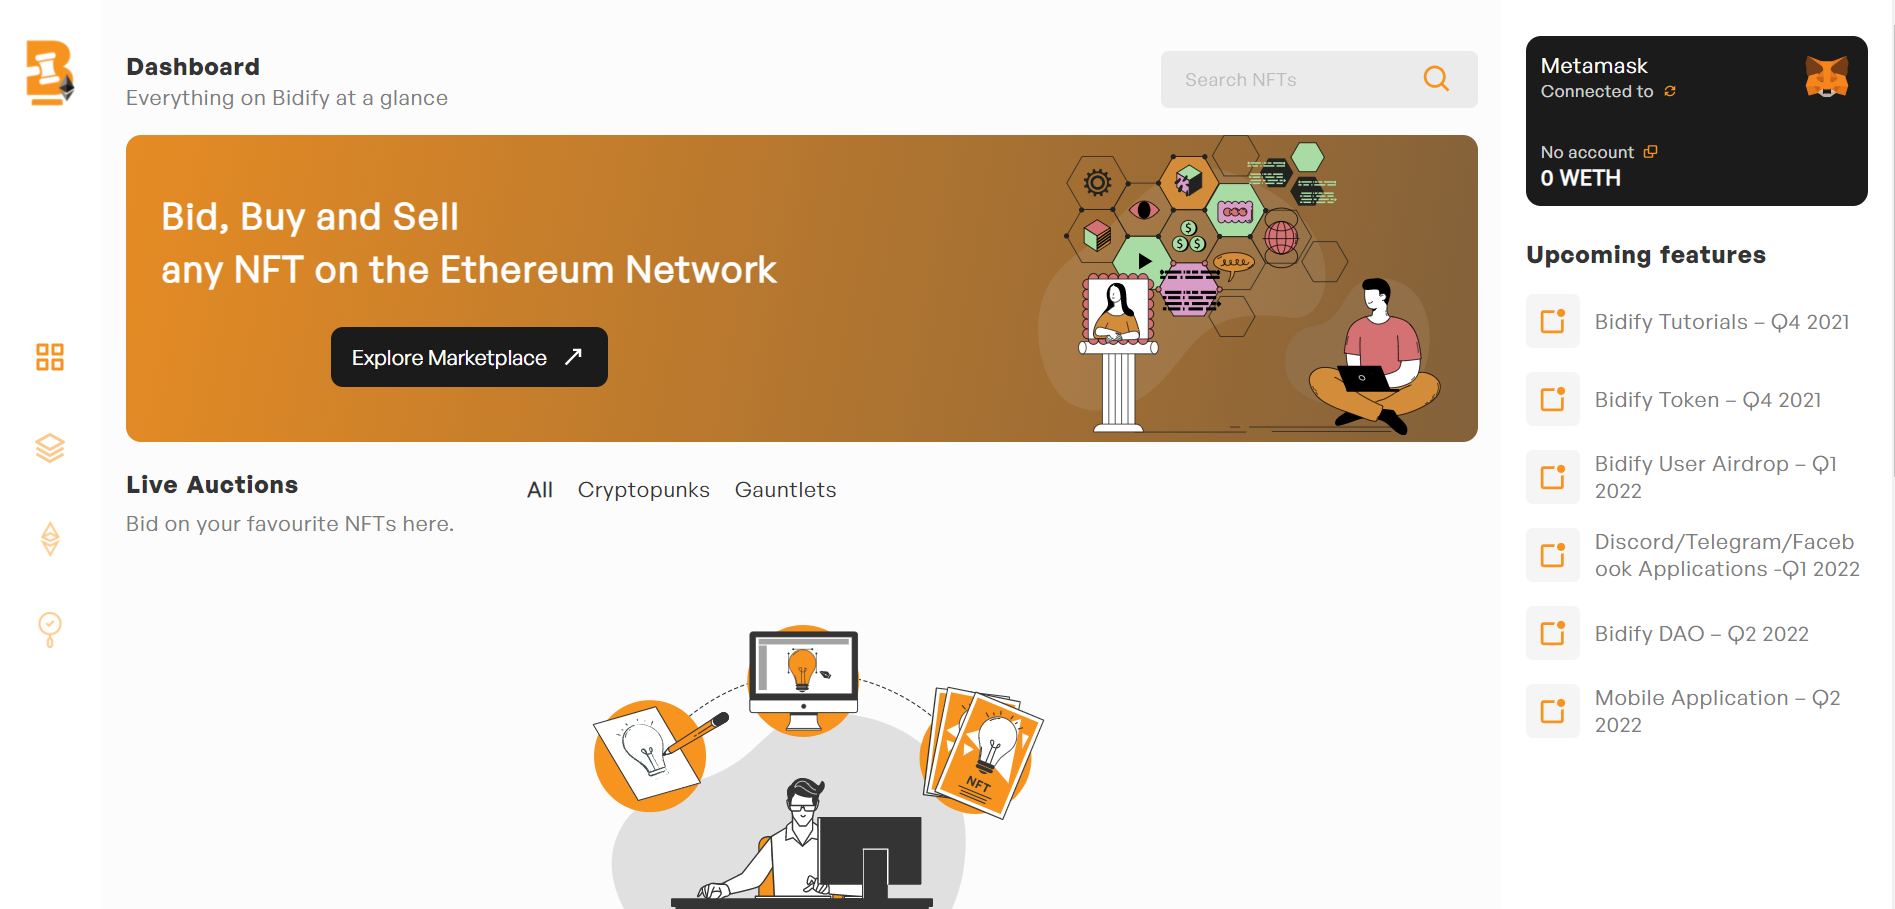 Dashboard
Everything on Bidify at a glance
Search NFTs
Bid, Buy and Sell
any NFT on the Ethereum Network
Explore Marketplace
Live Auctions
Bid on your favourite NFTs here.
All
Cryptopunks
Gauntlets
NFT
Metamask
Connected to
No account
0 WETH
Upcoming features
Bidify Tutorials – Q4 2021
Bidify Token – Q4 2021
Bidify User Airdrop – Q1
2022
Discord/Telegram/Faceb
ook Applications -Q1 2022
Bidify DAO – Q2 2022
Mobile Application – Q2
2022